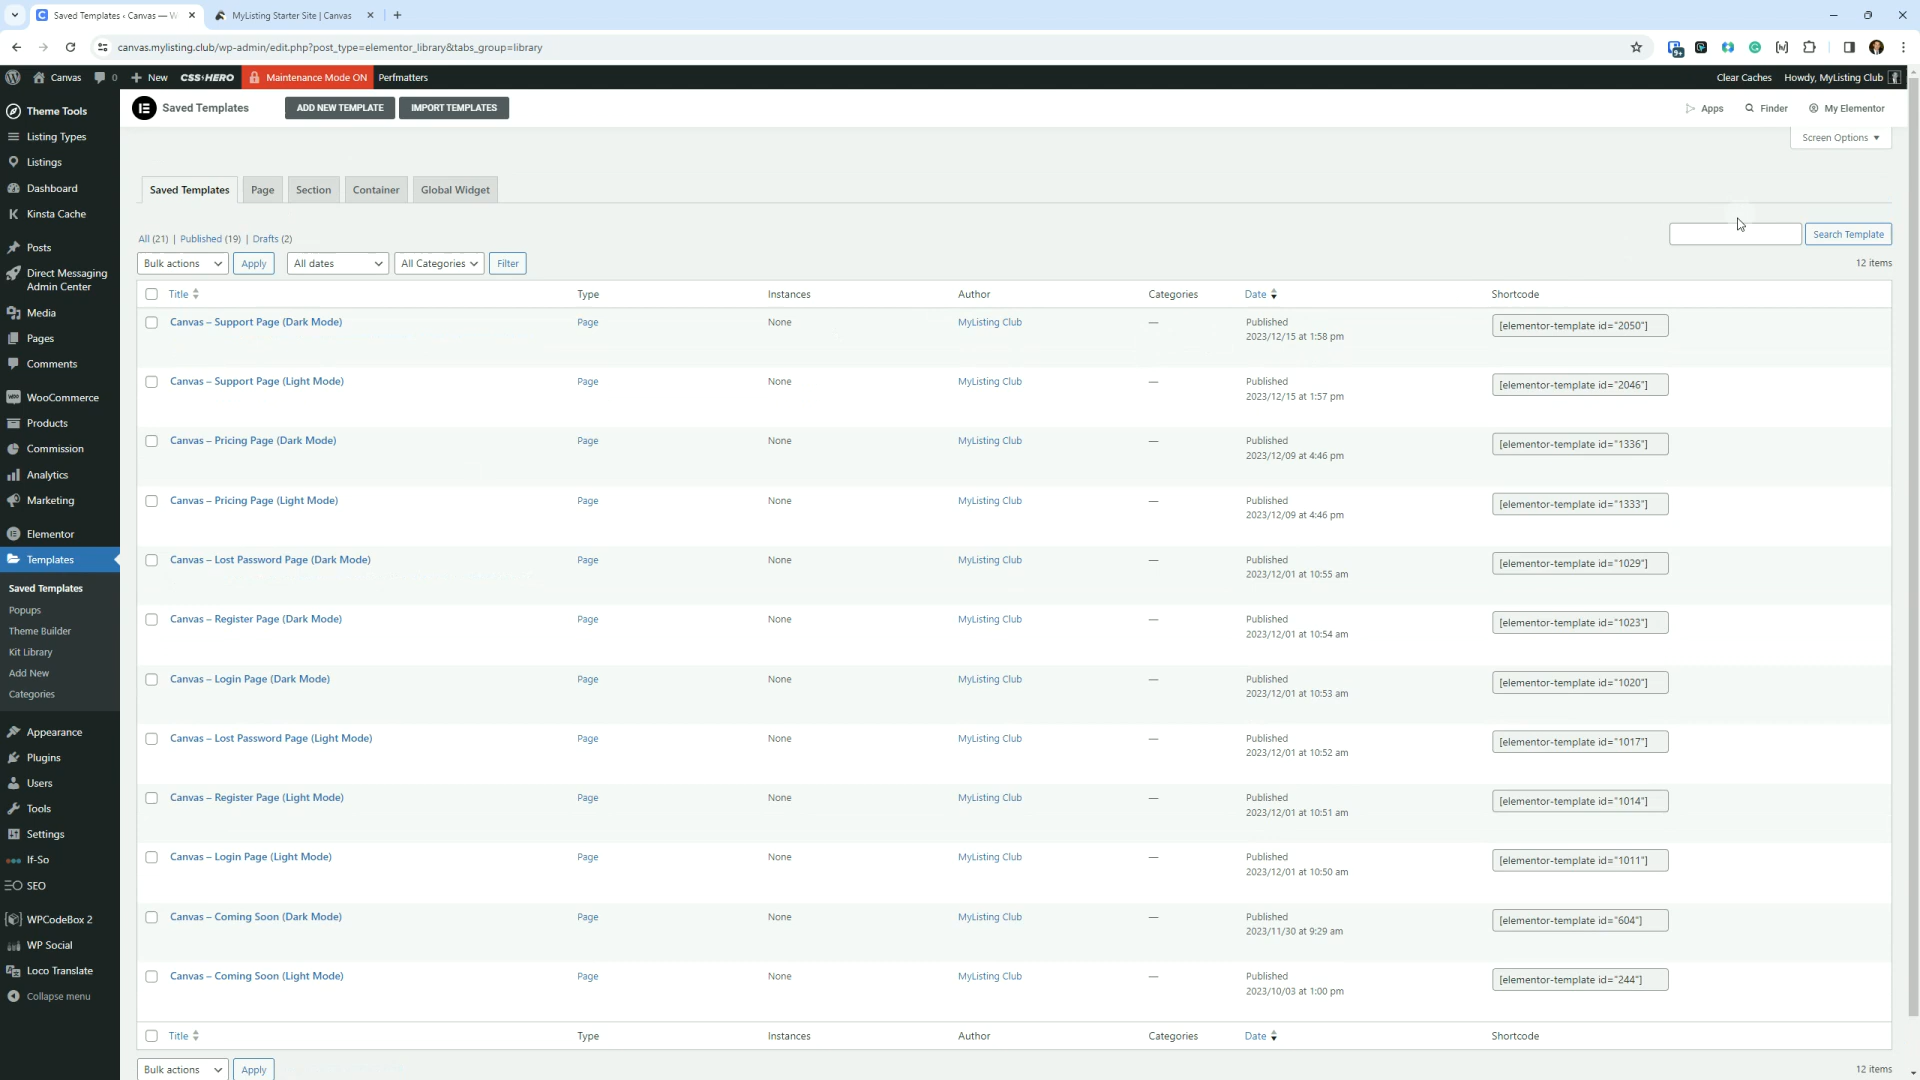 Saved Templates ‹ Canvas — W
MyListing Starter Site | Canvas
canvas.mylisting.club/wp-admin/edit.php?post_type=elementor_library&tabs_group=library
Canvas
0
New
CSS HERO
Maintenance Mode ON
Perfmatters
Clear Caches
Howdy, MyListing Club
Theme Tools
Listing Types
Listings
Dashboard
Kinsta Cache
Posts
Direct Messaging
Admin Center
Media
Pages
Comments
WooCommerce
Products
Commission
Analytics
Marketing
Elementor
Templates
Saved Templates
Popups
Theme Builder
Kit Library
Add New
Categories
Appearance
Plugins
Users
Tools
Settings
If-So
SEO
WPCodeBox 2
WP Social
Loco Translate
Collapse menu
Saved Templates
ADD NEW TEMPLATE
IMPORT TEMPLATES
Apps
Finder
My Elementor
Screen Options
Saved Templates Page Section Container Global Widget
All (21) | Published (19) | Drafts (2)
Search Template
Bulk actions Apply All dates All Categories Filter
12 items
Title Type Instances Author Categories Date Shortcode
Canvas – Support Page (Dark Mode) Page None MyListing Club — Published [elementor-template id="2050"]
2023/12/15 at 1:58 pm
Canvas – Support Page (Light Mode) Page None MyListing Club — Published [elementor-template id="2046"]
2023/12/15 at 1:57 pm
Canvas – Pricing Page (Dark Mode) Page None MyListing Club — Published [elementor-template id="1336"]
2023/12/09 at 4:46 pm
Canvas – Pricing Page (Light Mode) Page None MyListing Club — Published [elementor-template id="1333"]
2023/12/09 at 4:46 pm
Canvas – Lost Password Page (Dark Mode) Page None MyListing Club — Published [elementor-template id="1029"]
2023/12/01 at 10:55 am
Canvas – Register Page (Dark Mode) Page None MyListing Club — Published [elementor-template id="1023"]
2023/12/01 at 10:54 am
Canvas – Login Page (Dark Mode) Page None MyListing Club — Published [elementor-template id="1020"]
2023/12/01 at 10:53 am
Canvas – Lost Password Page (Light Mode) Page None MyListing Club — Published [elementor-template id="1017"]
2023/12/01 at 10:52 am
Canvas – Register Page (Light Mode) Page None MyListing Club — Published [elementor-template id="1014"]
2023/12/01 at 10:51 am
Canvas – Login Page (Light Mode) Page None MyListing Club — Published [elementor-template id="1011"]
2023/12/01 at 10:50 am
Canvas – Coming Soon (Dark Mode) Page None MyListing Club — Published [elementor-template id="604"]
2023/11/30 at 9:29 am
Canvas – Coming Soon (Light Mode) Page None MyListing Club — Published [elementor-template id="244"]
2023/10/03 at 1:00 pm
Title Type Instances Author Categories Date Shortcode
Bulk actions Apply
12 items